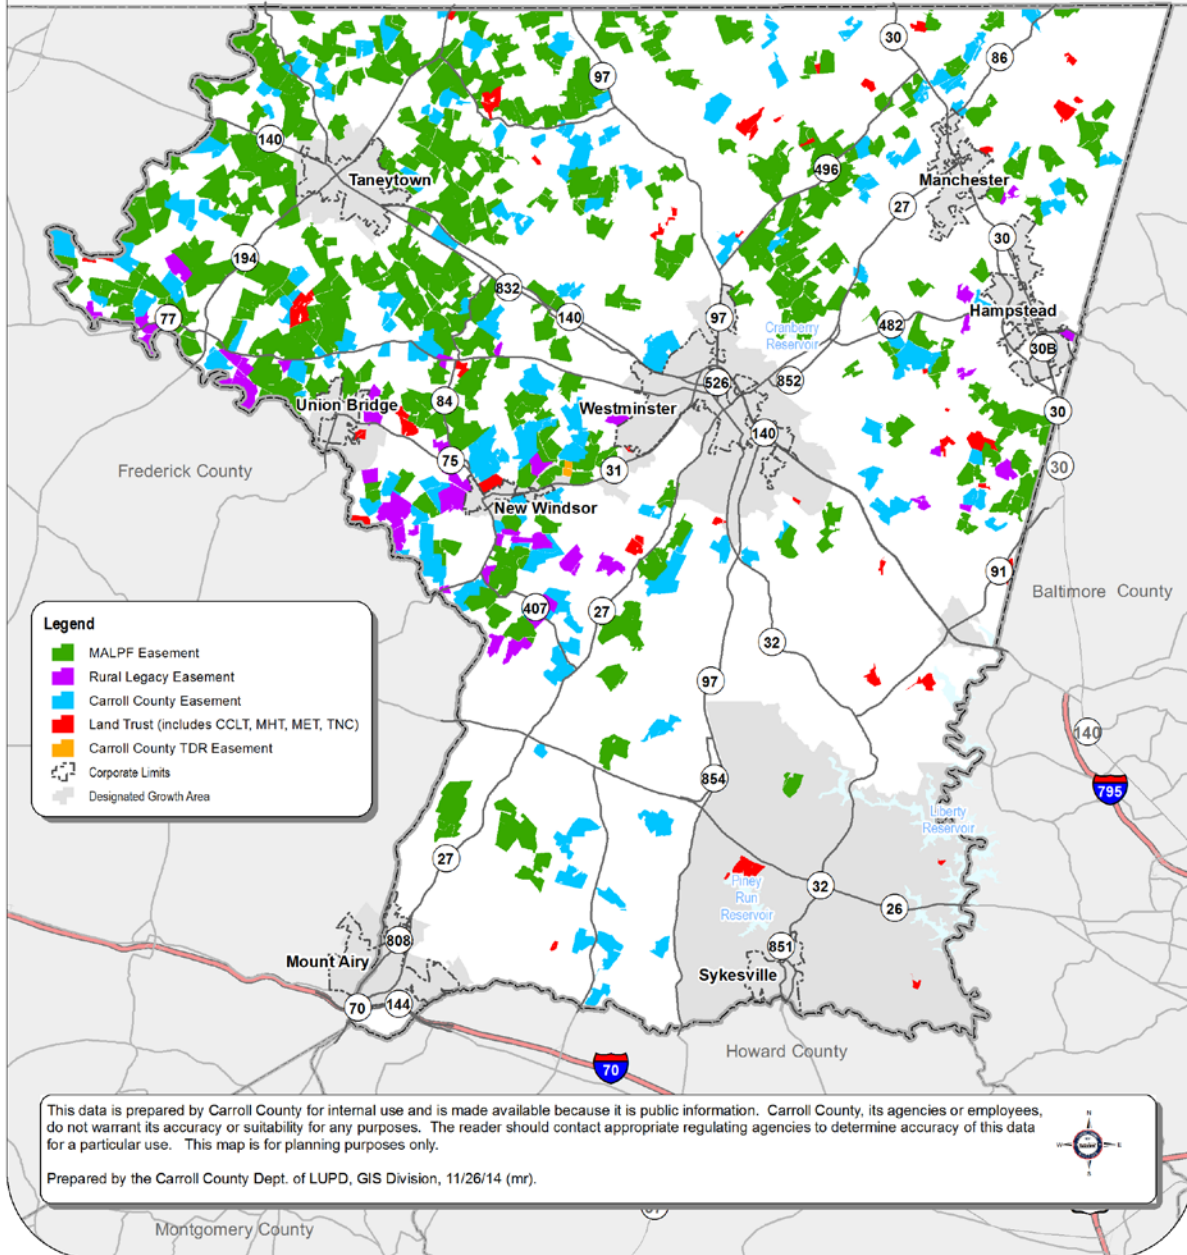 30
86
97
140
496
Taneytown
Manchester
27
30
194
832
77
140
97
Cranberry
Reservoir
482
Hampstead
30B
526
852
84
Union Bridge
Westminster
30
140
Frederick County
75
31
30
New Windsor
91
Baltimore County
407
27
32
97
Legend
MALPF Easement
Rural Legacy Easement
Carroll County Easement
Land Trust (includes CCLT, MHT, MET, TNC)
Carroll County TDR Easement
Corporate Limits
Designated Growth Area
140
854
795
Liberty
Reservoir
27
Piney
Run
Reservoir
32
26
808
851
Mount Airy
Sykesville
70
144
Howard County
70
This data is prepared by Carroll County for internal use and is made available because it is public information. Carroll County, its agencies or employees,
do not warrant its accuracy or suitability for any purposes. The reader should contact appropriate regulating agencies to determine accuracy of this data
for a particular use. This map is for planning purposes only.
N
W
E
S
Prepared by the Carroll County Dept. of LUPD, GIS Division, 11/26/14 (mr).
Montgomery County